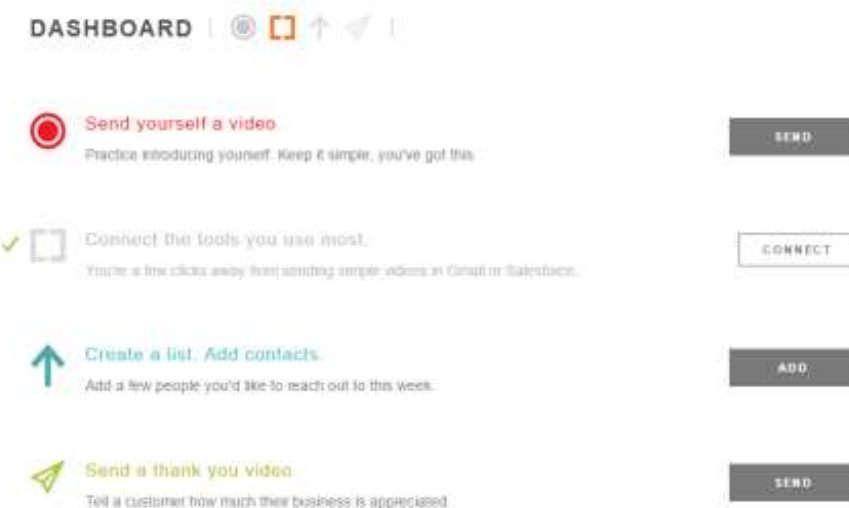 DASHBOARD
Send yourself a video.
SEND
Practice introducing yourself. Keep it simple, you've got this.
Connect the tools you use most.
CONNECT
You're a few clicks away from sending simple videos in Gmail or Salesforce.
Create a list. Add contacts.
ADD
Add a few people you'd like to reach out to this week.
Send a thank you video.
SEND
Tell a customer how much their business is appreciated.